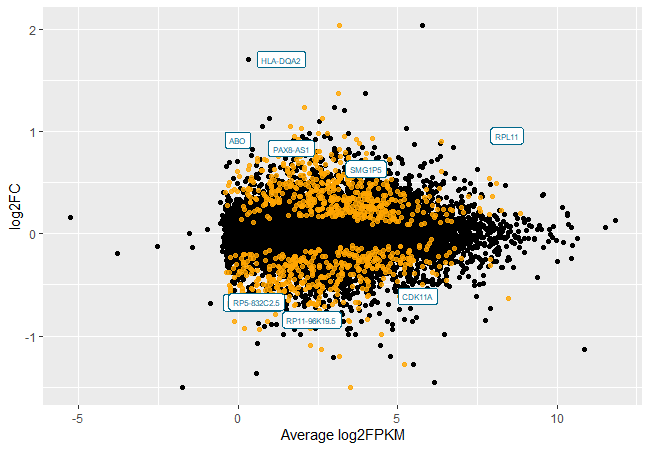 2
HLA-DQA2
1
ABO
RPL11
PAX8-AS1
SMG1P5
log2FC
0
CDK11A
RP5-832C2.5
RP11-96K19.5
-1
-5
0
5
10
Average log2FPKM